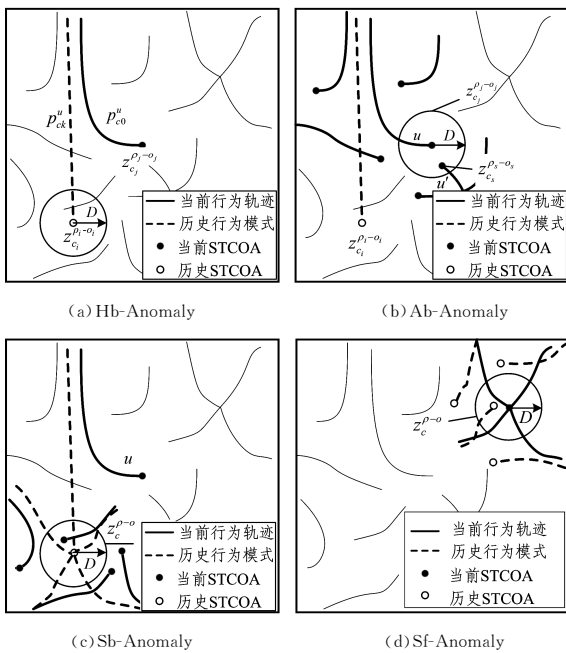 p_{ck}^{u} p_{c0}^{u}
z_{c_j}^{ρ_j-o_j}
D
z_{c_i}^{ρ_i-o_i}
当前行为轨迹
历史行为模式
当前STCOA
历史STCOA
(a)Hb-Anomaly
z_{c_j}^{ρ_j-o_j}
u D
z_{c_s}^{ρ_s-o_s}
u'
z_{c_i}^{ρ_i-o_i}
当前行为轨迹
历史行为模式
当前STCOA
历史STCOA
(b)Ab-Anomaly
u
z_{c}^{ρ-o}
D
当前行为轨迹
历史行为模式
当前STCOA
历史STCOA
(c)Sb-Anomaly
z_{c}^{ρ-o}
D
当前行为轨迹
历史行为模式
当前STCOA
历史STCOA
(d)Sf-Anomaly